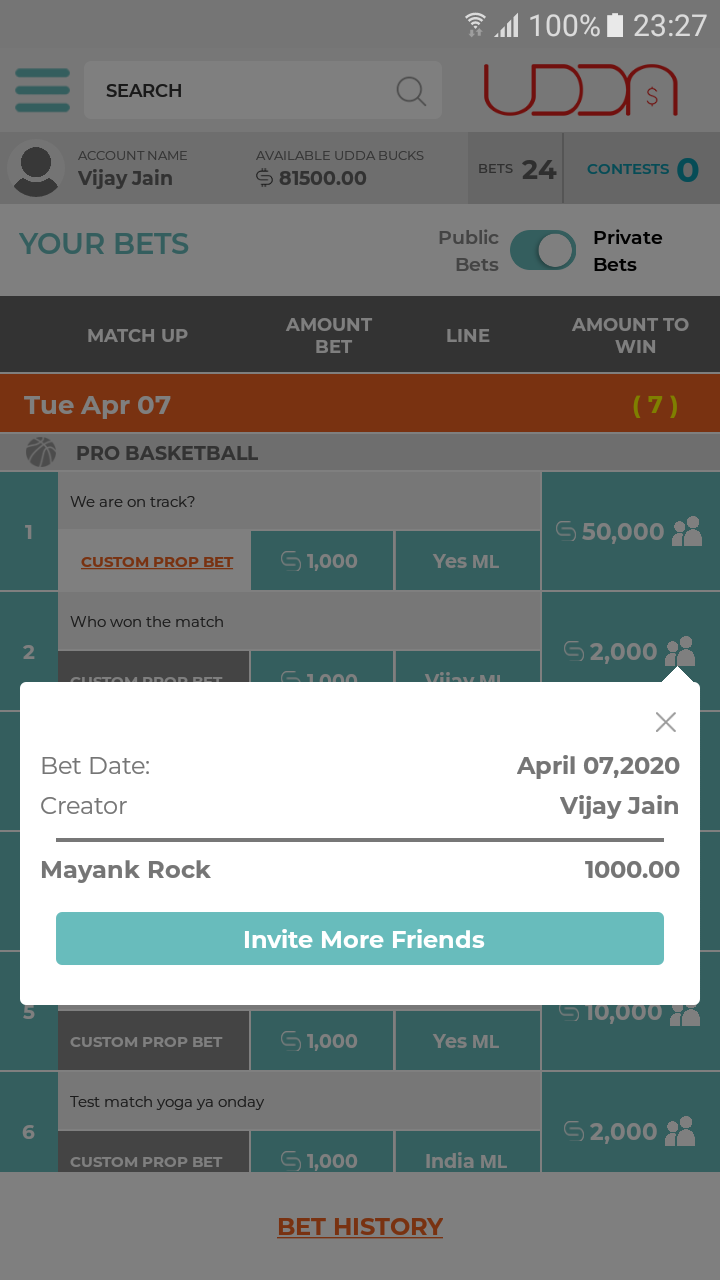 100% 23:27
SEARCH
UDDA $
ACCOUNT NAME
Vijay Jain
AVAILABLE UDDA BUCKS
81500.00
BETS 24
CONTESTS 0
YOUR BETS
Public Bets
Private Bets
MATCH UP
AMOUNT BET
LINE
AMOUNT TO WIN
Tue Apr 07
( 7 )
PRO BASKETBALL
1
We are on track?
CUSTOM PROP BET
1,000
Yes ML
50,000
2
Who won the match
CUSTOM PROP BET
1,000
Vijay ML
2,000
Bet Date:
April 07,2020
Creator
Vijay Jain
Mayank Rock
1000.00
Invite More Friends
5
CUSTOM PROP BET
1,000
Yes ML
10,000
6
Test match yoga ya onday
CUSTOM PROP BET
1,000
India ML
2,000
BET HISTORY